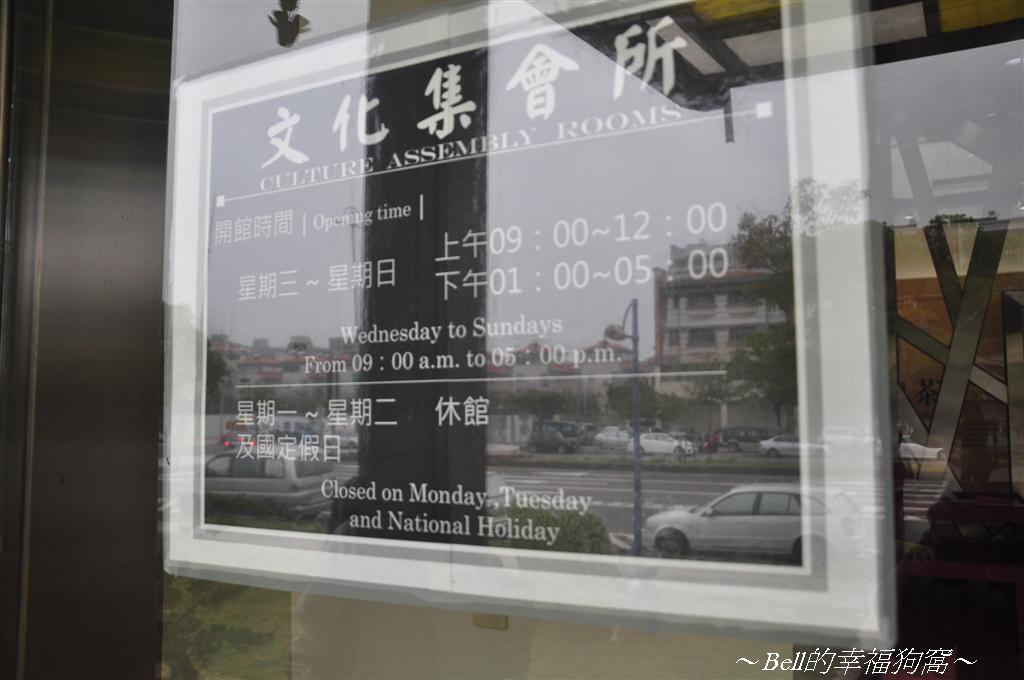 文化集會所
CULTURE ASSEMBLY ROOMS
開館時間 | Opening time |
上午09：00~12：00
星期三 ~ 星期日 下午01：00~05：00
Wednesday to Sundays
From 09 : 00 a.m. to 05 : 00 p.m.
星期一 ~ 星期二 休館
及國定假日
Closed on Monday ,Tuesday
and National Holiday
茶
～Bell的幸福狗窩～